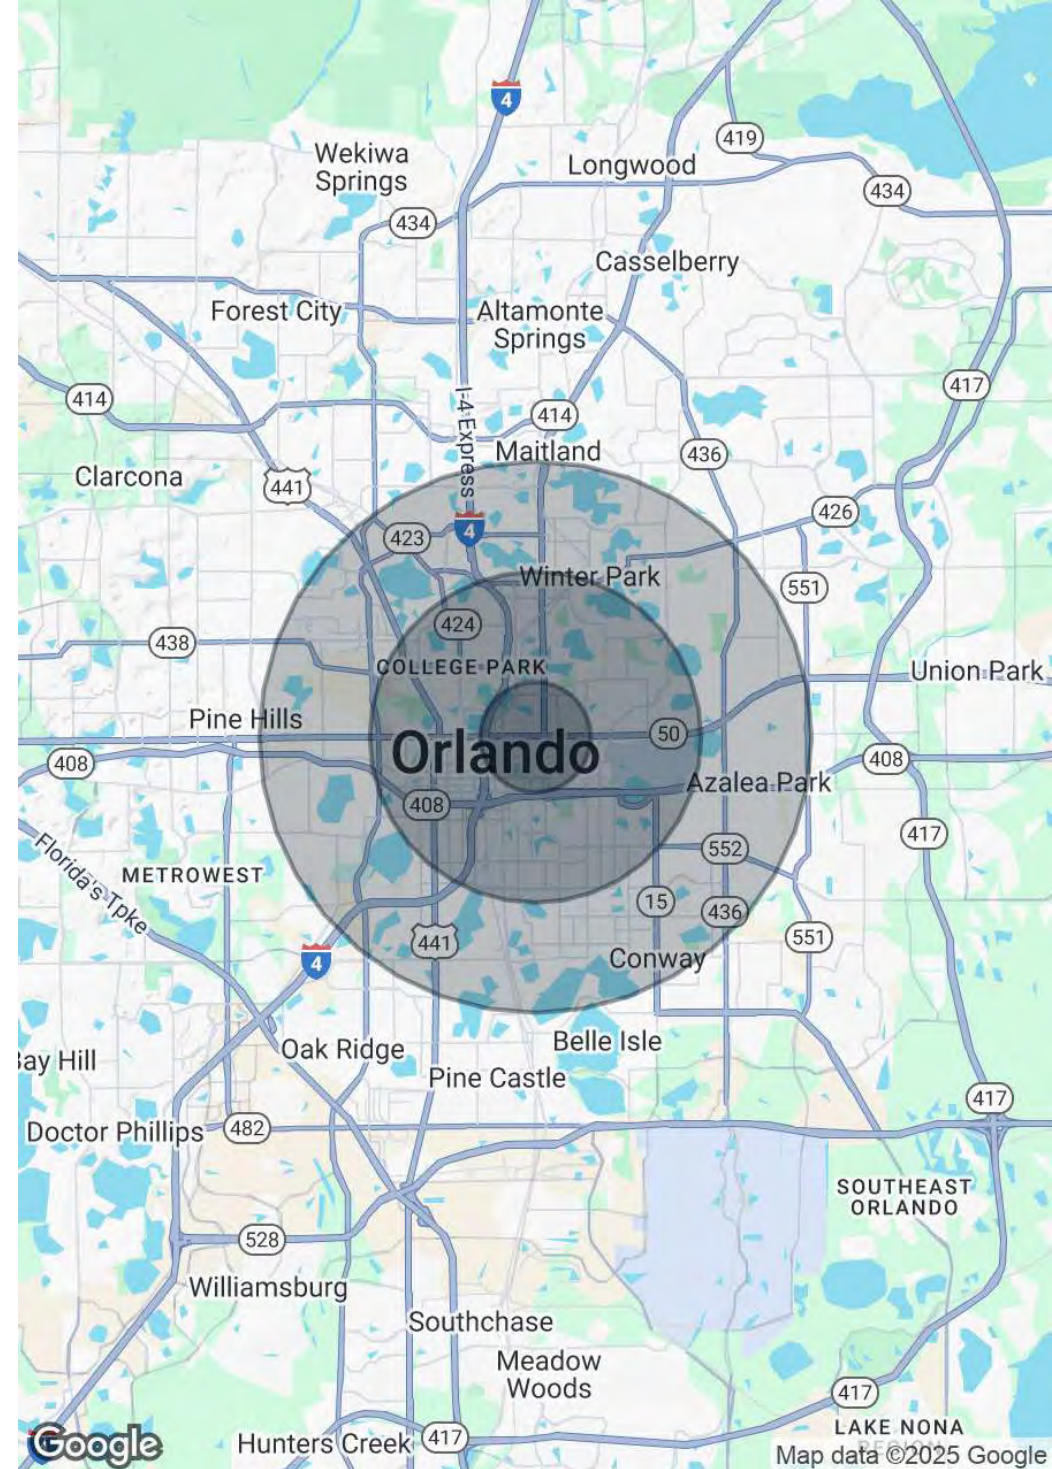 4
419
Wekiwa
Springs
Longwood
434
434
Casselberry
Forest City
Altamonte
Springs
417
414
I-4 Express
414
Maitland
436
Clarcona
441
426
4
423
Winter Park
551
424
438
COLLEGE PARK
Union Park
Pine Hills
50
Orlando
408
408
Azalea Park
408
417
Florida's Tpke
552
METROWEST
15
436
441
551
4
Conway
Belle Isle
Oak Ridge
Bay Hill
Pine Castle
417
Doctor Phillips
482
SOUTHEAST
ORLANDO
528
Williamsburg
Southchase
Meadow
Woods
417
LAKE NONA
REGION
Hunters Creek
417
Google
Map data ©2025 Google